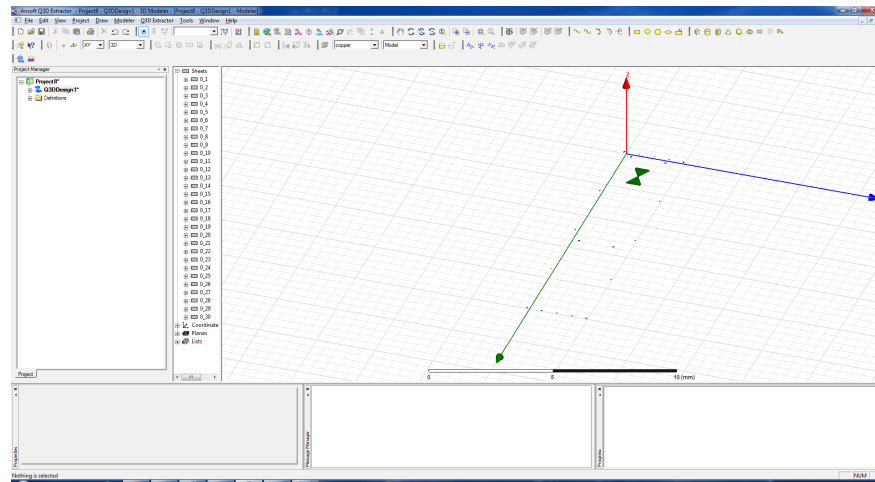 Ansoft Q3D Extractor - Project8 - Q3DDesign1 - 3D Modeler - [Project8 - Q3DDesign1 - Modeler]
File Edit View Project Draw Modeler Q3D Extractor Tools Window Help
XY 3D copper Model
Project Manager
Project8*
Q3DDesign1*
Definitions
Project
Sheets
0_1
0_2
0_3
0_4
0_5
0_6
0_7
0_8
0_9
0_10
0_11
0_12
0_13
0_14
0_15
0_16
0_17
0_18
0_19
0_20
0_21
0_22
0_23
0_24
0_25
0_26
0_27
0_28
0_29
0_30
Coordinate
Planes
Lists
Z
0 5 10 (mm)
Properties
Message Manager
Progress
Nothing is selected
NUM